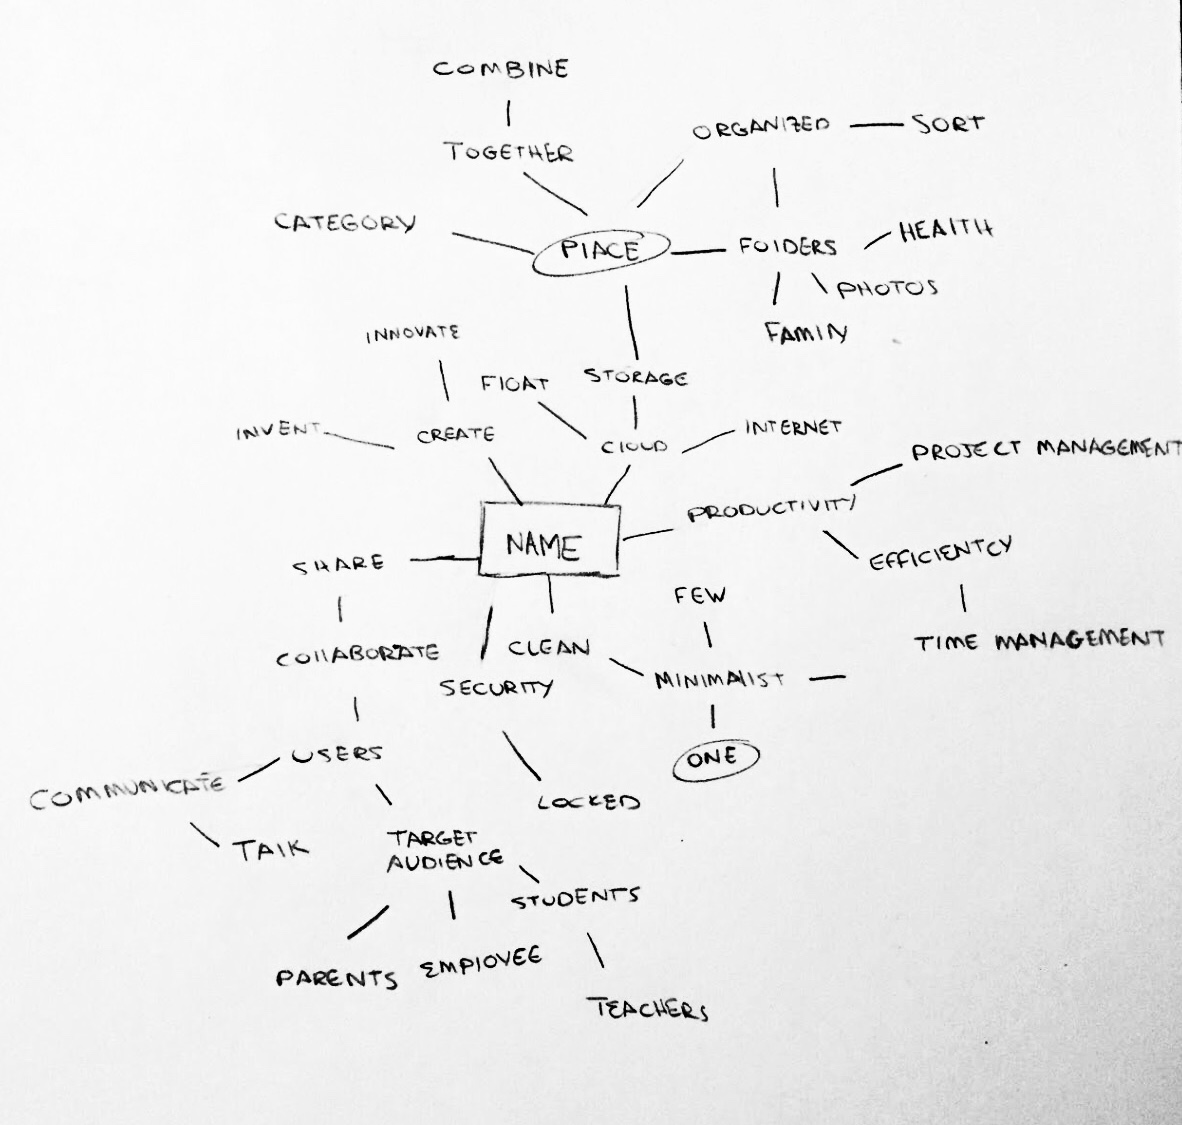 COMBINE
TOGETHER
ORGANIZED
SORT
CATEGORY
PlACE
FOlDERS
HEAlTH
PHOTOS
FAMIlY
INNOVATE
FlOAT
STORAGE
INVENT
CREATE
ClOUD
INTERNET
PROJECT MANAGEMENT
PRODUCTIVITY
NAME
EFFICIENTCY
SHARE
FEW
TIME MANAGEMENT
COllABORATE
CLEAN
SECURITY
MINIMAlIST
USERS
ONE
COMMUNICATE
LOCKED
TAlK
TARGET
AUDIENCE
STUDENTS
PARENTS
EMPlOYEE
TEACHERS